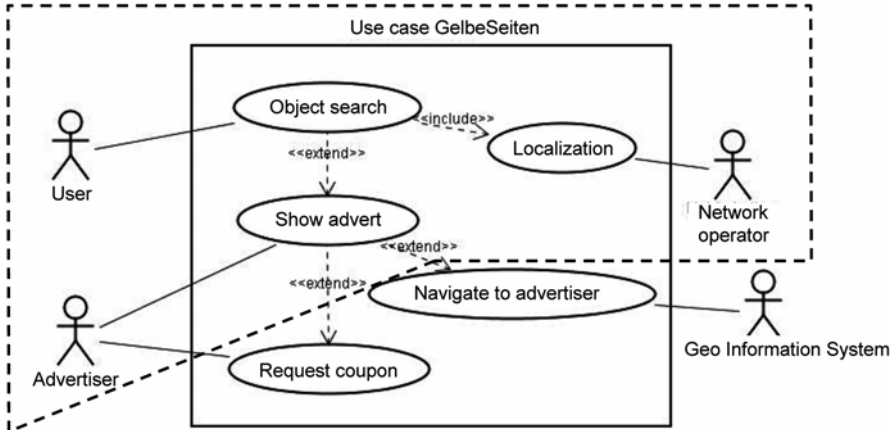 Use case GelbeSeiten
Object search
<<include>>
Localization
<<extend>>
User
Show advert
Network
operator
<<extend>>
<<extend>>
Navigate to advertiser
Geo Information System
Advertiser
Request coupon